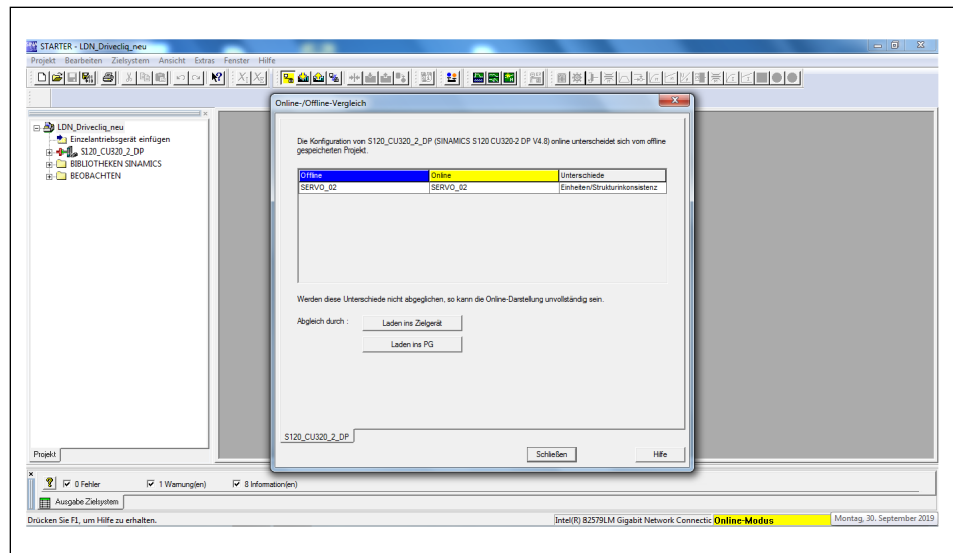 STARTER - LDN_Drivecliq_neu
Projekt Bearbeiten Zielsystem Ansicht Extras Fenster Hilfe
Online-/Offline-Vergleich
LDN_Drivecliq_neu
Einzelantriebsgerät einfügen
S120_CU320_2_DP
BIBLIOTHEKEN SINAMICS
BEOBACHTEN
Die Konfiguration von S120_CU320_2_DP (SINAMICS S120 CU320-2 DP V4.8) online unterscheidet sich vom offline
gespeicherten Projekt.
Offline Online Unterschiede
SERVO_02 SERVO_02 Einheiten/Strukturinkonsistenz
Werden diese Unterschiede nicht abgeglichen, so kann die Online-Darstellung unvollständig sein.
Abgleich durch : Laden ins Zielgerät
Laden ins PG
S120_CU320_2_DP
Schließen Hilfe
Projekt
0 Fehler 1 Warnung(en) 8 Information(en)
Ausgabe Zielsystem
Drücken Sie F1, um Hilfe zu erhalten. Intel(R) 82579LM Gigabit Network Connectic Online-Modus Montag, 30. September 2019